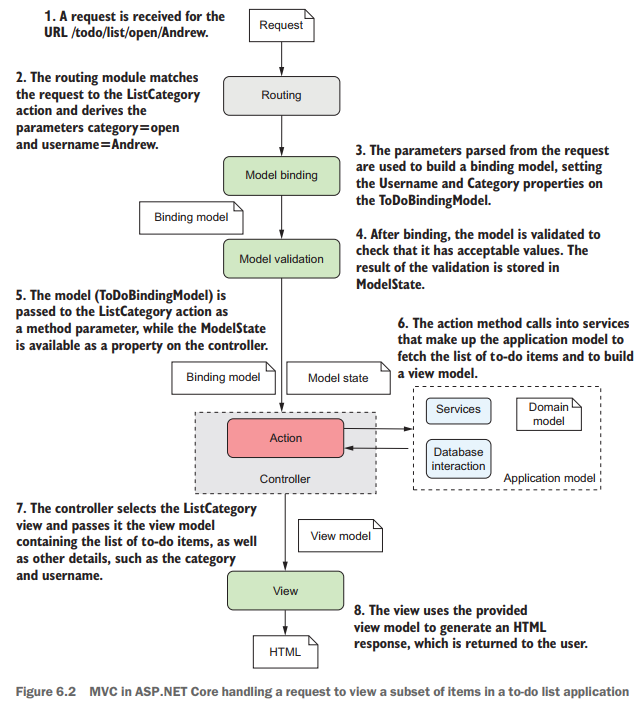 1. A request is received for the
URL /todo/list/open/Andrew.
Request
2. The routing module matches
the request to the ListCategory
action and derives the
parameters category=open
and username=Andrew.
Routing
3. The parameters parsed from the request
are used to build a binding model, setting
the Username and Category properties on
the ToDoBindingModel.
Model binding
Binding model
4. After binding, the model is validated to
check that it has acceptable values. The
result of the validation is stored in
ModelState.
Model validation
5. The model (ToDoBindingModel) is
passed to the ListCategory action as
a method parameter, while the ModelState
is available as a property on the controller.
6. The action method calls into services
that make up the application model to
fetch the list of to-do items and to build
a view model.
Binding model
Model state
Action
Controller
Services
Domain
model
Database
interaction
Application model
7. The controller selects the ListCategory
view and passes it the view model
containing the list of to-do items, as well
as other details, such as the category
and username.
View model
View
8. The view uses the provided
view model to generate an HTML
response, which is returned to the user.
HTML
Figure 6.2 MVC in ASP.NET Core handling a request to view a subset of items in a to-do list application